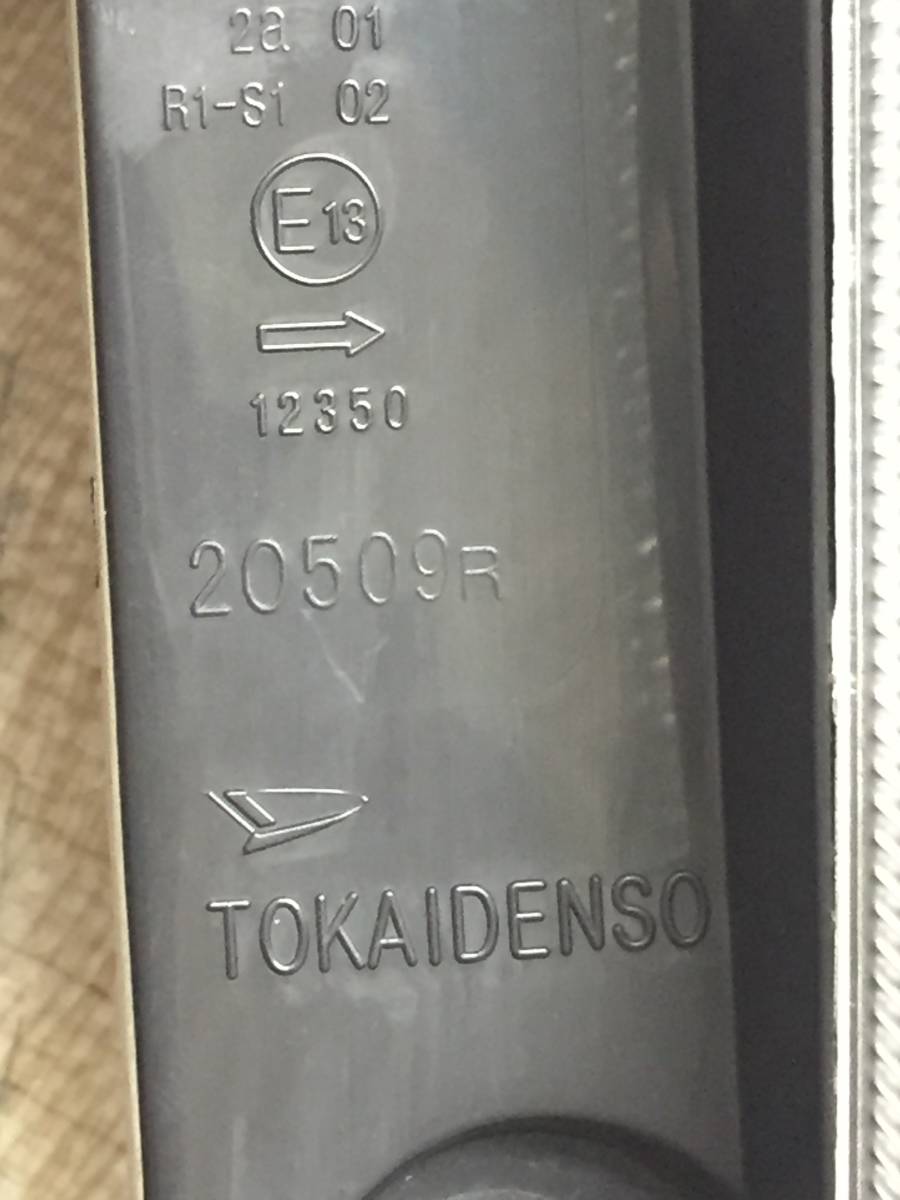 2a 01
R1-S1 02
E13
12350
20509R
TOKAIDENSO